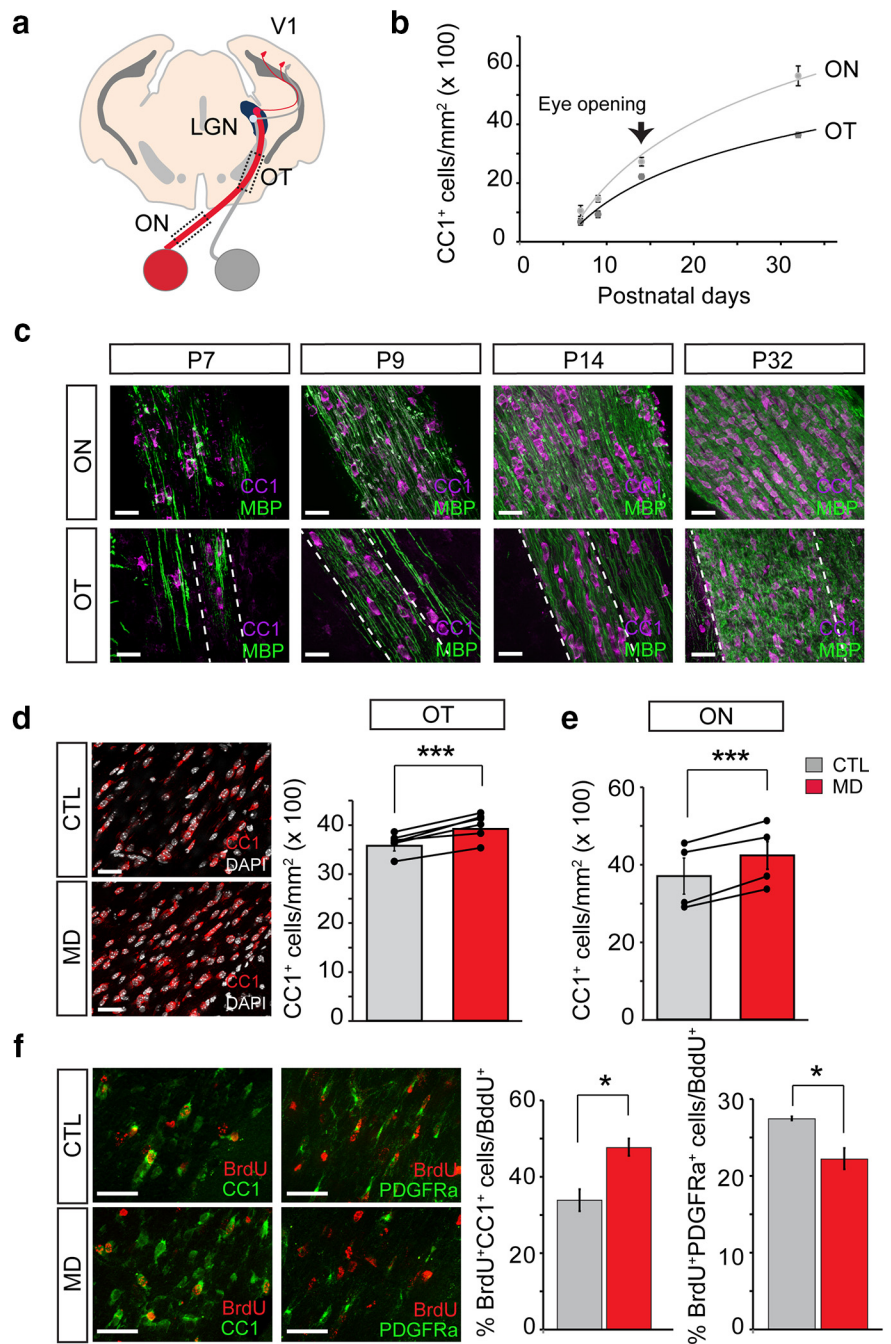 a
V1
LGN
OT
ON
b
CC1⁺ cells/mm² (x 100)
60
40
20
0
Eye opening
ON
OT
0
10
20
30
Postnatal days
c
P7
P9
P14
P32
ON
CC1
MBP
CC1
MBP
CC1
MBP
CC1
MBP
OT
CC1
MBP
CC1
MBP
CC1
MBP
CC1
MBP
d
CTL
CC1
DAPI
MD
CC1
DAPI
OT
***
CC1⁺ cells/mm² (x 100)
40
30
20
10
0
e
ON
***
CC1⁺ cells/mm² (x 100)
60
40
20
0
CTL
MD
f
CTL
BrdU
CC1
BrdU
PDGFRa
MD
BrdU
CC1
BrdU
PDGFRa
% BrdU⁺CC1⁺ cells/BddU⁺
60
40
20
0
*
% BrdU⁺PDGFRa⁺ cells/BddU⁺
30
20
10
0
*